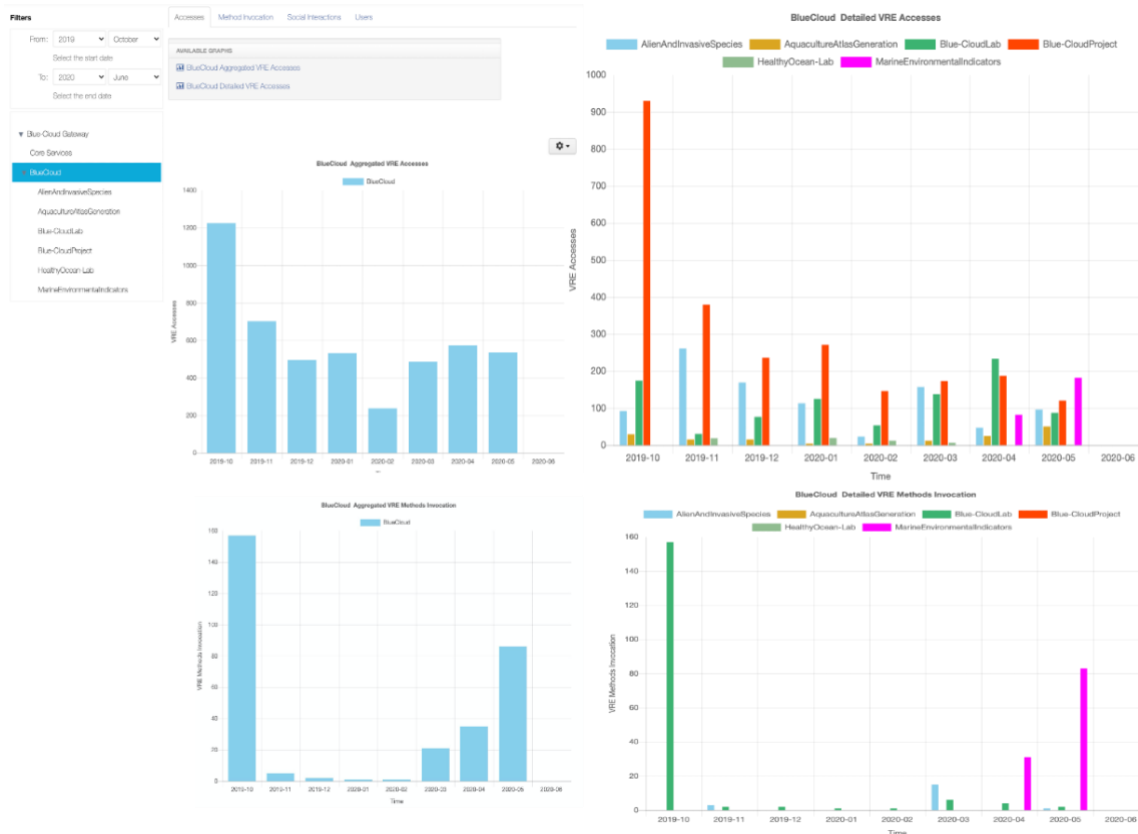 Filters
From: 2019 October
Select the start date
To: 2020 June
Select the end date
Blue-Cloud Gateway
Core Services
BlueCloud
AlienAndInvasiveSpecies
AquacultureAtlasGeneration
Blue-CloudLab
Blue-CloudProject
HealthyOcean-Lab
MarineEnvironmentalIndicators
Accesses Method Invocation Social Interactions Users
AVAILABLE GRAPHS
BlueCloud Aggregated VRE Accesses
BlueCloud Detailed VRE Accesses
BlueCloud Aggregated VRE Accesses
BlueCloud
VRE Accesses
1400
1200
1000
800
600
400
200
0
2019-10 2019-11 2019-12 2020-01 2020-02 2020-03 2020-04 2020-05 2020-06
BlueCloud Detailed VRE Accesses
AlienAndInvasiveSpecies AquacultureAtlasGeneration Blue-CloudLab Blue-CloudProject
HealthyOcean-Lab MarineEnvironmentalIndicators
VRE Accesses
1000
900
800
700
600
500
400
300
200
100
0
2019-10 2019-11 2019-12 2020-01 2020-02 2020-03 2020-04 2020-05 2020-06
Time
BlueCloud Aggregated VRE Methods Invocation
BlueCloud
VRE Methods Invocation
160
140
120
100
80
60
40
20
0
2019-10 2019-11 2019-12 2020-01 2020-02 2020-03 2020-04 2020-05 2020-06
Time
BlueCloud Detailed VRE Methods Invocation
AlienAndInvasiveSpecies AquacultureAtlasGeneration Blue-CloudLab Blue-CloudProject
HealthyOcean-Lab MarineEnvironmentalIndicators
VRE Methods Invocation
160
140
120
100
80
60
40
20
0
2019-10 2019-11 2019-12 2020-01 2020-02 2020-03 2020-04 2020-05 2020-06
Time